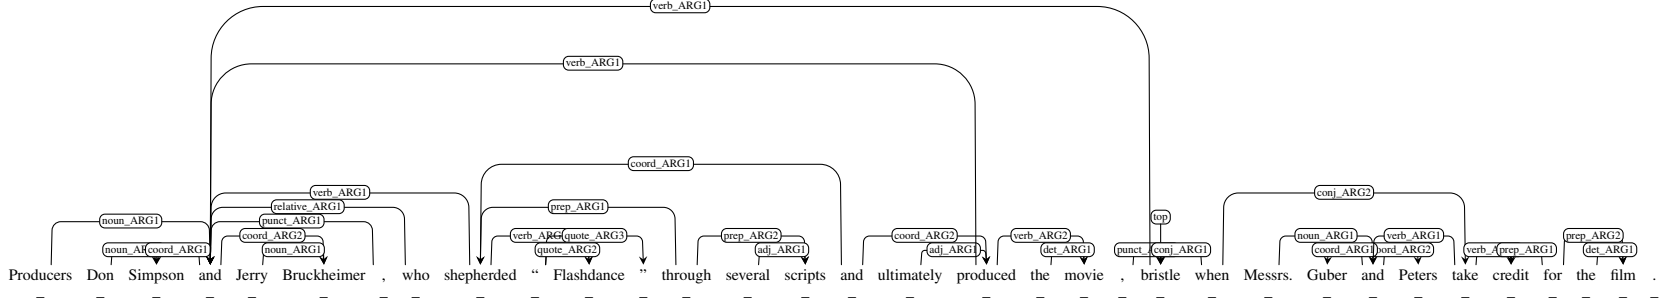 verb_ARG1
verb_ARG1
coord_ARG1
verb_ARG1 conj_ARG2
relative_ARG1 prep_ARG1
noun_ARG1 punct_ARG1 top
coord_ARG2 quote_ARG3 prep_ARG2 coord_ARG2 verb_ARG2 noun_ARG1 verb_ARG1 prep_ARG2
coord_ARG1 noun_ARG1 quote_ARG2 adj_ARG1 adj_ARG1 det_ARG1 conj_ARG1 coord_ARG1 prep_ARG1 det_ARG1
Producers Don Simpson and Jerry Bruckheimer , who shepherded “ Flashdance ” through several scripts and ultimately produced the movie , bristle when Messrs. Guber and Peters take credit for the film .